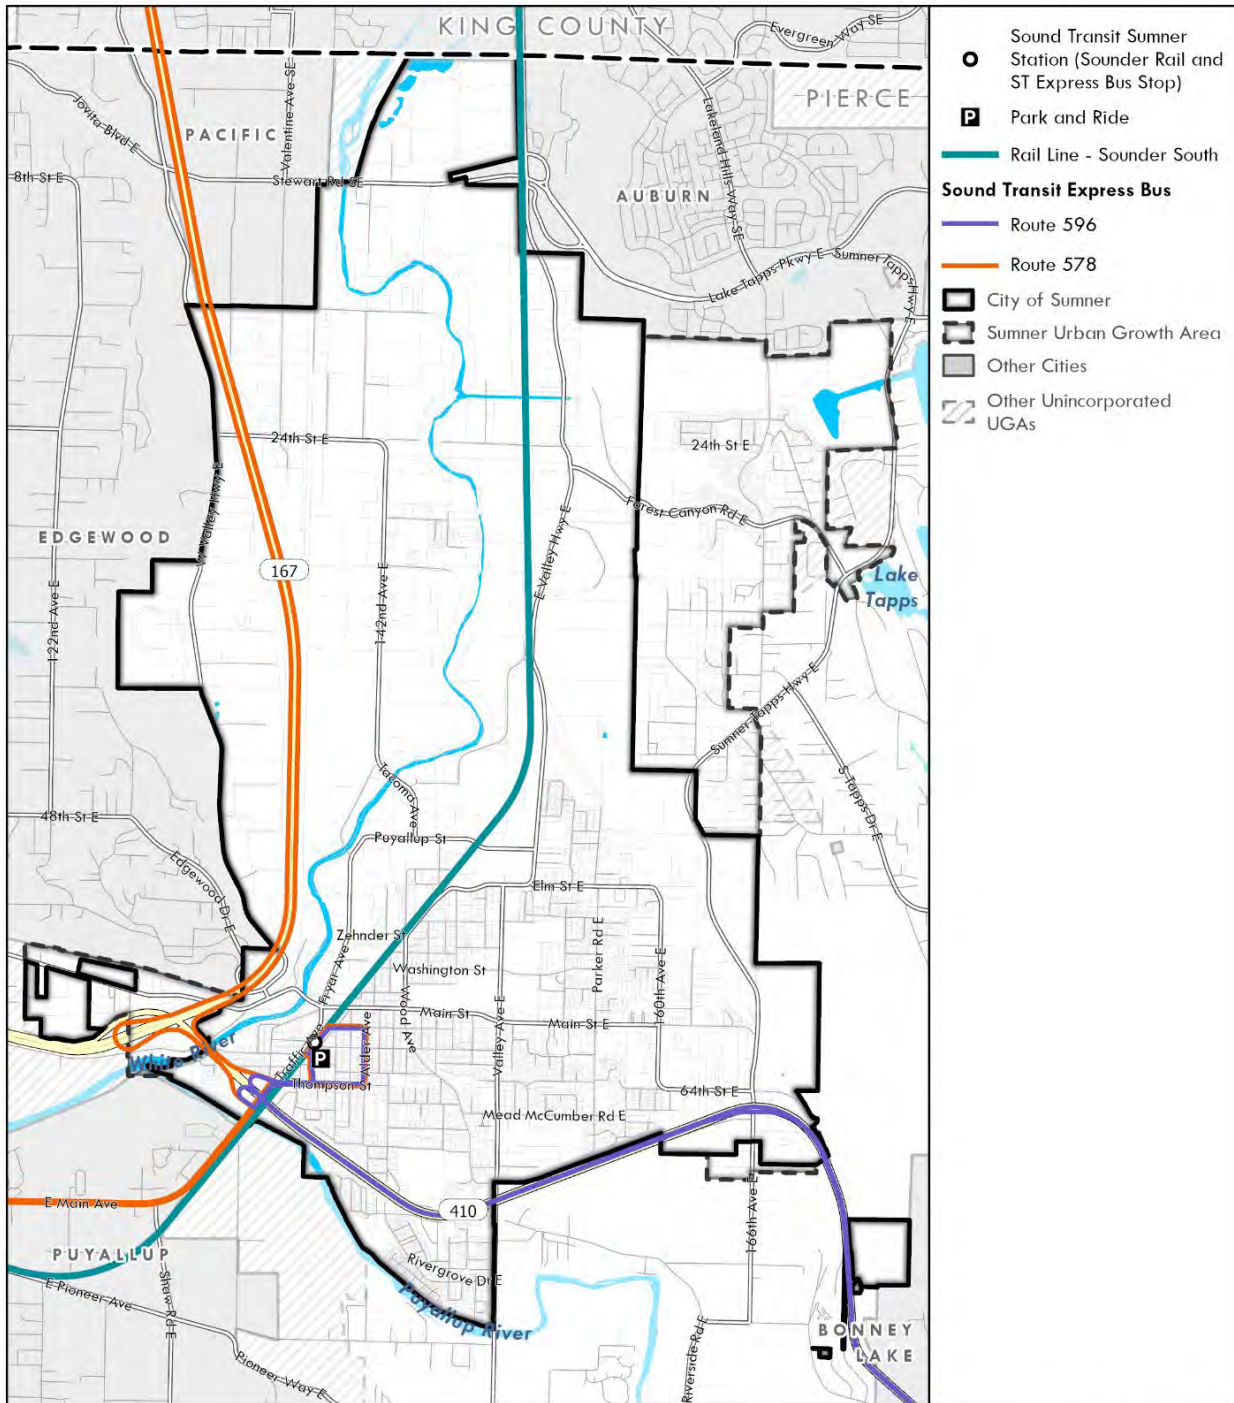 KING COUNTY
Evergreen Way SE
PIERCE
Jovita Blvd E
PACIFIC
Valentine Ave SE
8th St E
Stewart Rd SE
Lakeland Hills Way SE
AUBURN
Lake Tapps Pkwy E
Sumner Tapps Hwy E
24th St E
24th St E
W Valley Hwy E
Forest Canyon Rd E
EDGEWOOD
E Valley Hwy E
167
142nd Ave E
122nd Ave E
Lake
Tapps
Sumner-Tapps Hwy E
S Tapps Dr E
Tacoma Ave
48th St E
Puyallup St
Edgewood Dr E
Elm St E
Zehnder St
Parker Rd E
Washington St
160th Ave E
Fryar Ave
Wood Ave
Main St
Main St E
Valley Ave E
Traffic Ave
Alder Ave
P
White River
Thompson St
64th St E
Mead McCumber Rd E
E Main Ave
410
166th Ave E
PUYALLUP
Rivergrove Dr E
E Pioneer Ave
Shaw Rd E
Puyallup River
Pioneer Way E
Riverside Rd E
BONNEY
LAKE
Sound Transit Sumner
Station (Sounder Rail and
ST Express Bus Stop)
P Park and Ride
Rail Line - Sounder South
Sound Transit Express Bus
Route 596
Route 578
City of Sumner
Sumner Urban Growth Area
Other Cities
Other Unincorporated
UGAs